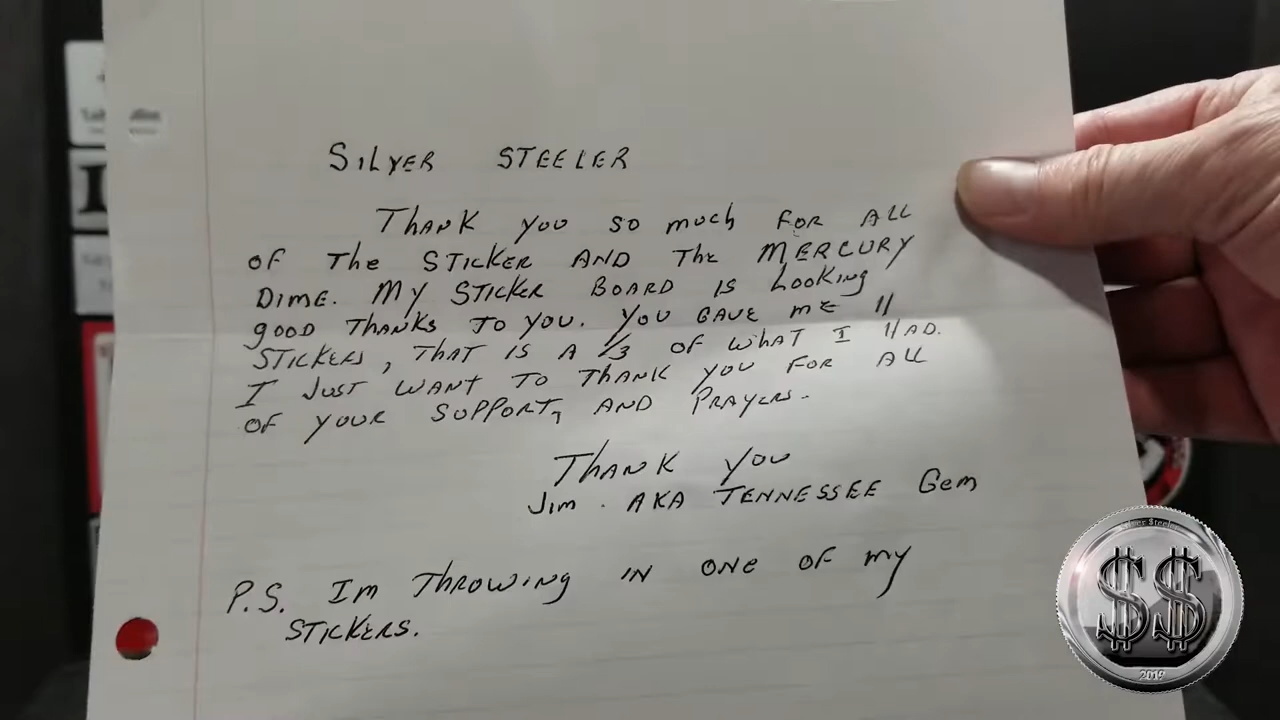 SILVER STEELER
THANK YOU SO MUCH FOR ALL
OF THE STICKER AND THE MERCURY
DIME. MY STICKER BOARD IS LOOKING
GOOD THANKS TO YOU. YOU GAVE ME 11
STICKERS, THAT IS A 1/3 OF WHAT I HAD.
I JUST WANT TO THANK YOU FOR ALL
OF YOUR SUPPORT, AND PRAYERS.
THANK YOU
JIM. AKA TENNESSEE GEM
P.S. IM THROWING IN ONE OF MY
STICKERS.
Silver Steeler
$$
2019